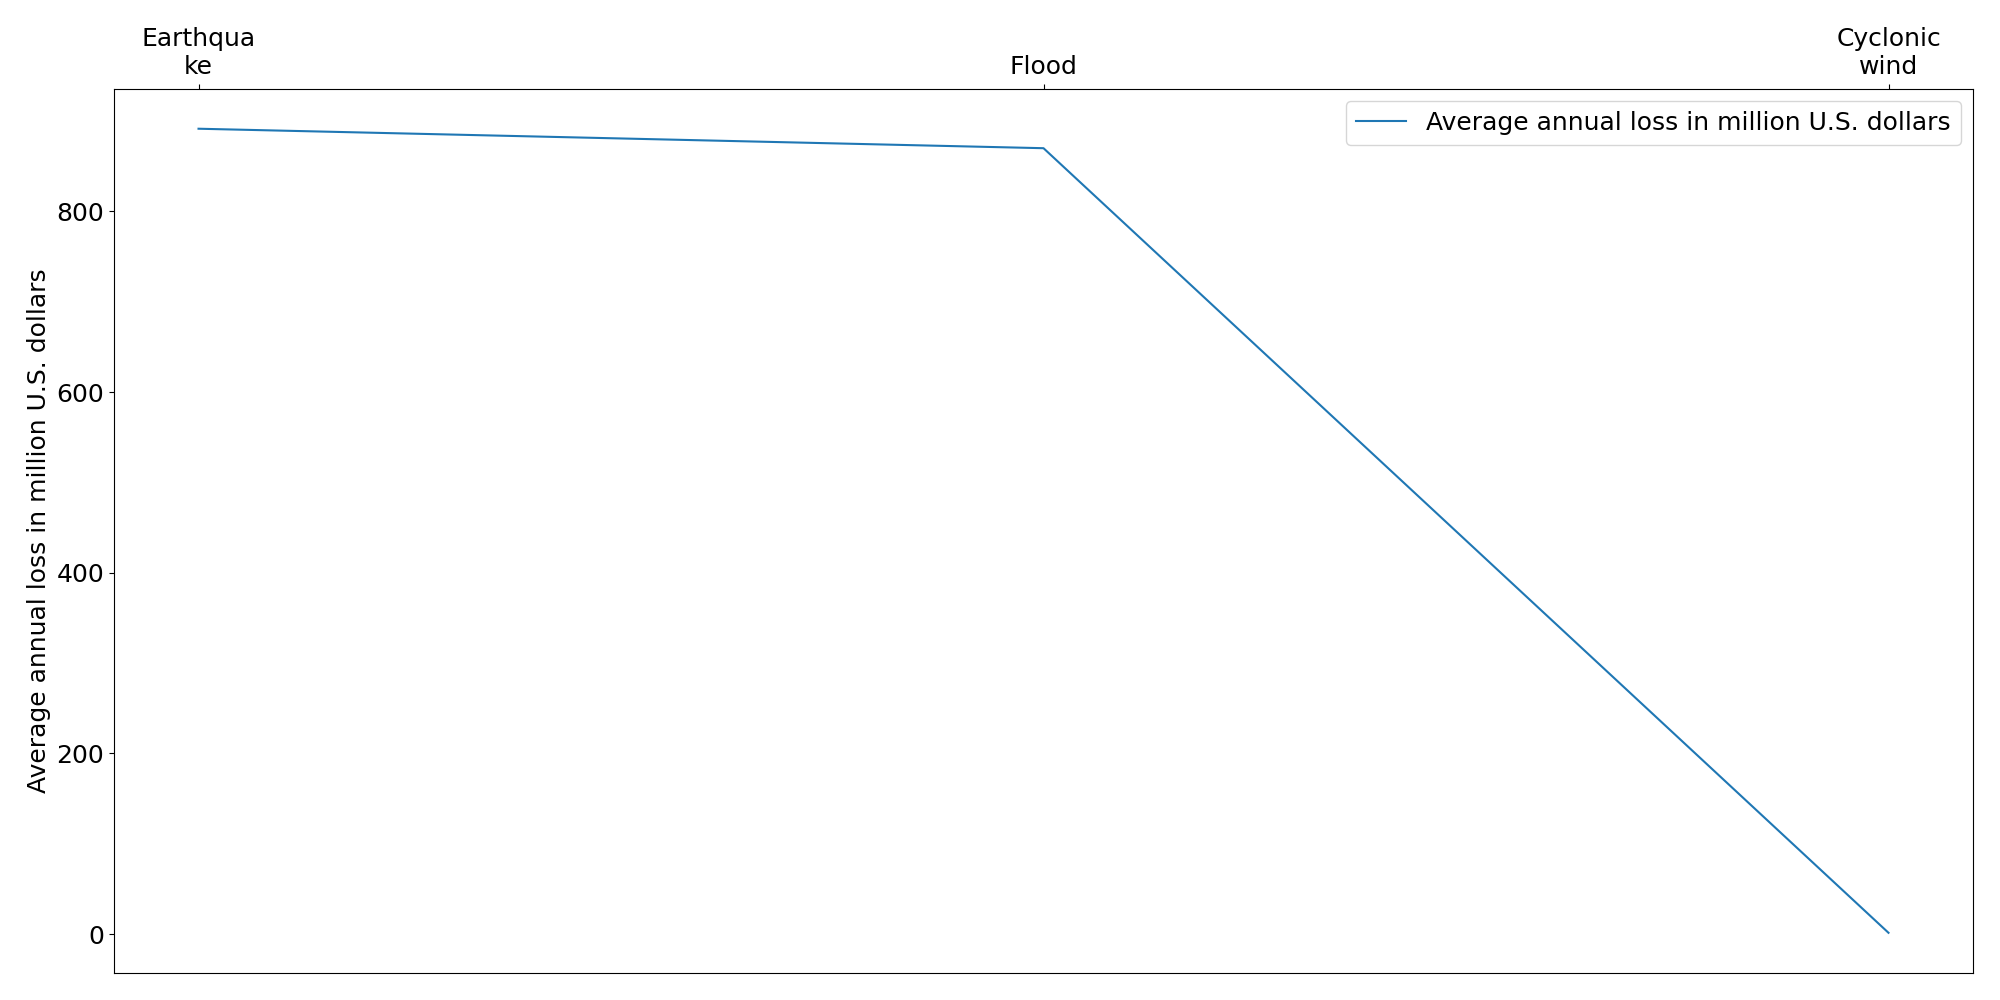 Earthqua
ke
Flood
Cyclonic
wind
Average annual loss in million U.S. dollars
800
600
400
200
0
Average annual loss in million U.S. dollars